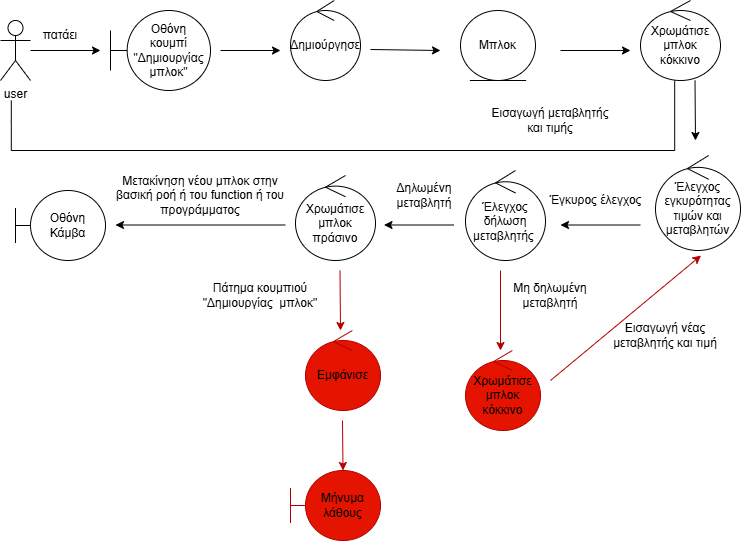 πατάει
user
Οθόνη
κουμπί
"Δημιουργίας
μπλοκ"
Δημιούργησε
Μπλοκ
Χρωμάτισε
μπλοκ
κόκκινο
Εισαγωγή μεταβλητής
και τιμής
Έλεγχος
εγκυρότητας
τιμών και
μεταβλητών
Έγκυρος έλεγχος
Έλεγχος
δήλωση
μεταβλητής
Δηλωμένη
μεταβλητή
Χρωμάτισε
μπλοκ
πράσινο
Μετακίνηση νέου μπλοκ στην
βασική ροή ή του function ή του
προγράμματος
Οθόνη
Κάμβα
Πάτημα κουμπιού
"Δημιουργίας μπλοκ"
Μη δηλωμένη
μεταβλητή
Εισαγωγή νέας
μεταβλητής και τιμή
Εμφάνισε
Χρωμάτισε
μπλοκ
κόκκινο
Μήνυμα
λάθους